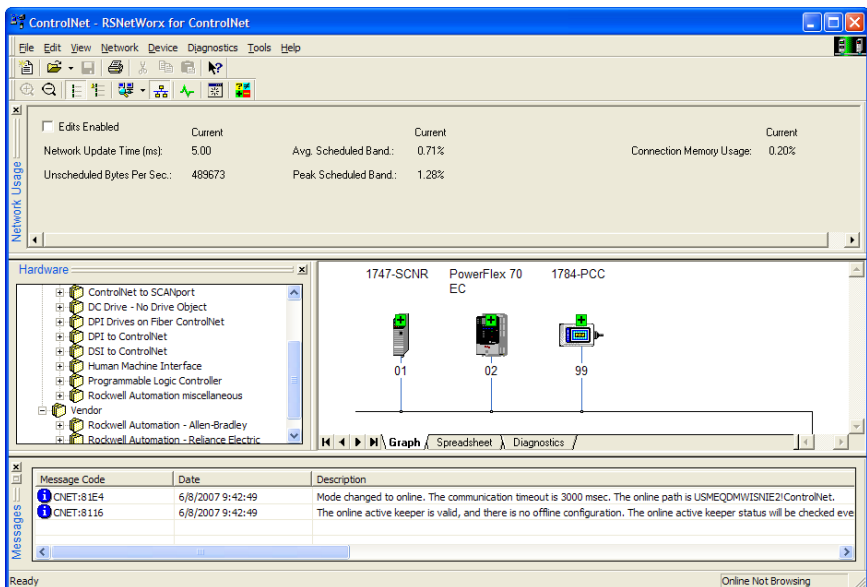 ControlNet - RSNetWorx for ControlNet
File Edit View Network Device Diagnostics Tools Help
Network Usage
Edits Enabled
Current Current Current
Network Update Time (ms): 5.00 Avg. Scheduled Band.: 0.71% Connection Memory Usage: 0.20%
Unscheduled Bytes Per Sec.: 489673 Peak Scheduled Band.: 1.28%
Hardware
ControlNet to SCANport
DC Drive - No Drive Object
DPI Drives on Fiber ControlNet
DPI to ControlNet
DSI to ControlNet
Human Machine Interface
Programmable Logic Controller
Rockwell Automation miscellaneous
Vendor
Rockwell Automation - Allen-Bradley
Rockwell Automation - Reliance Electric
1747-SCNR PowerFlex 70 1784-PCC
EC
01 02 99
Graph Spreadsheet Diagnostics
Messages
Message Code Date Description
CNET:81E4 6/8/2007 9:42:49 Mode changed to online. The communication timeout is 3000 msec. The online path is USMEQDMWISNIE2!ControlNet.
CNET:8116 6/8/2007 9:42:49 The online active keeper is valid, and there is no offline configuration. The online active keeper status will be checked eve
Ready Online Not Browsing